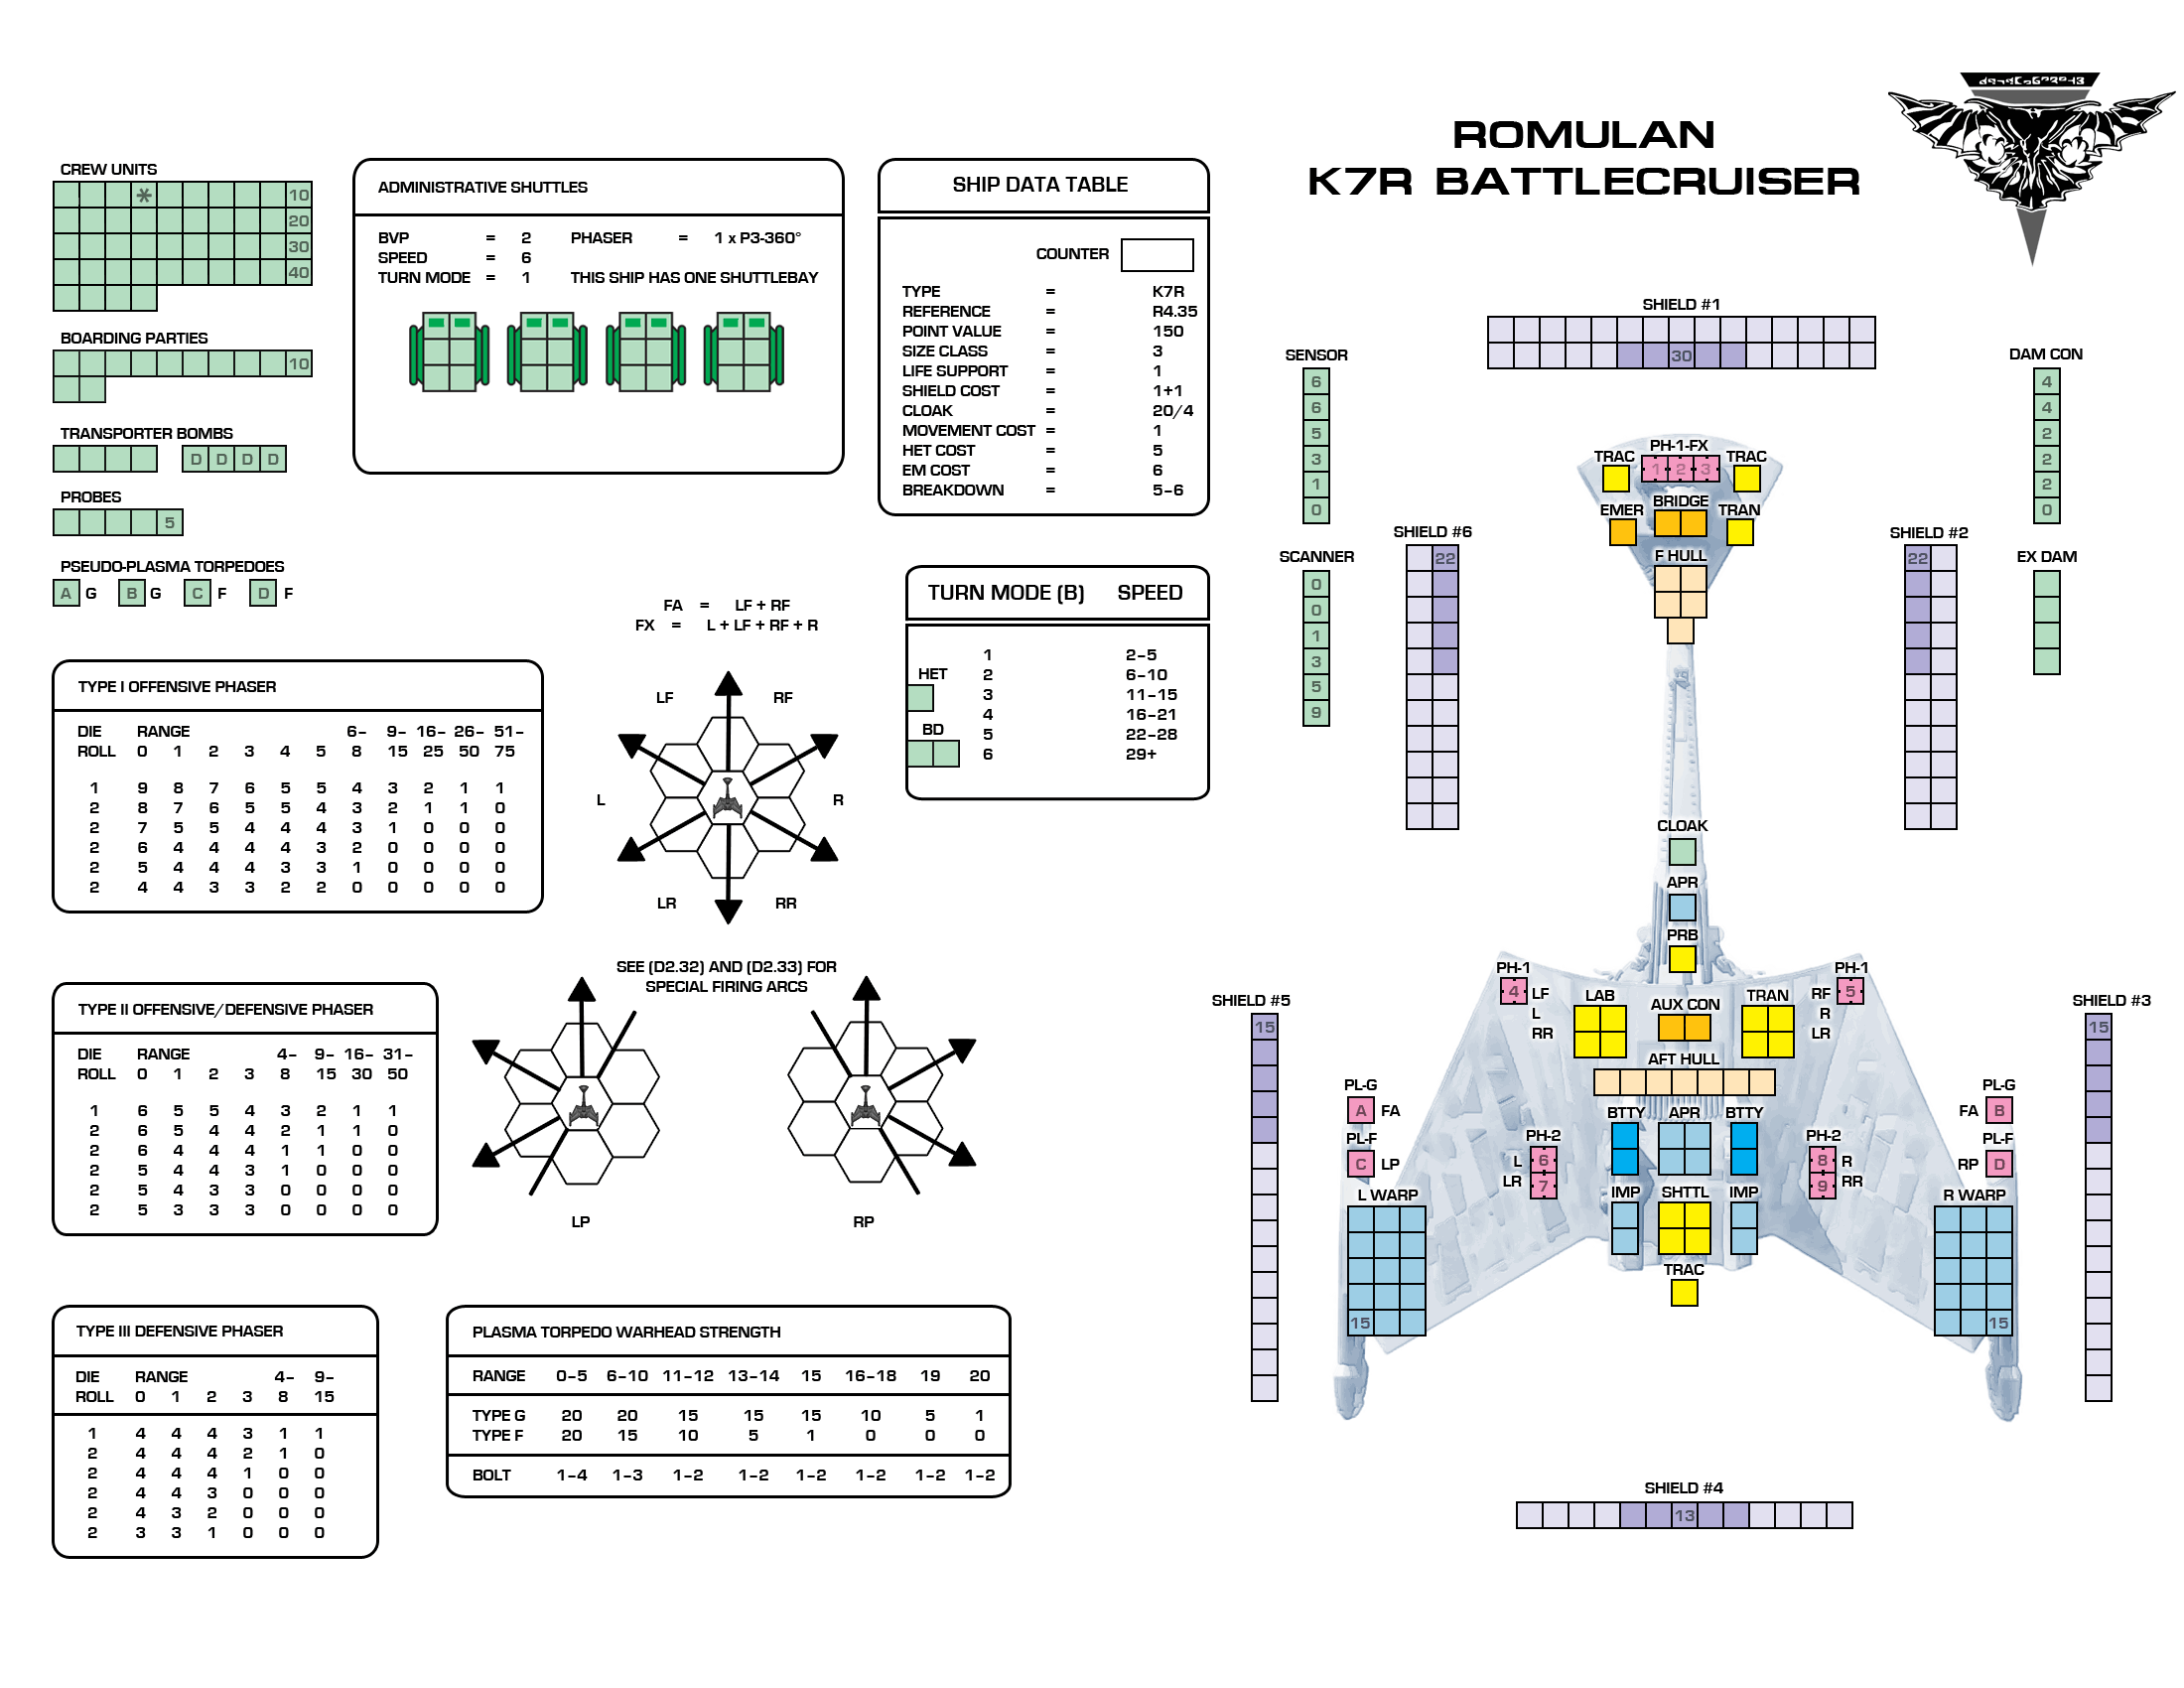 ROMULAN
K7R BATTLECRUISER
CREW UNITS
*
10
20
30
40
BOARDING PARTIES
10
TRANSPORTER BOMBS
D D D D
PROBES
5
PSEUDO-PLASMA TORPEDOES
A G B G C F D F
ADMINISTRATIVE SHUTTLES
BVP = 2 PHASER = 1 x P3-360°
SPEED = 6
TURN MODE = 1 THIS SHIP HAS ONE SHUTTLEBAY
SHIP DATA TABLE
COUNTER
TYPE = K7R
REFERENCE = R4.35
POINT VALUE = 150
SIZE CLASS = 3
LIFE SUPPORT = 1
SHIELD COST = 1+1
CLOAK = 20/4
MOVEMENT COST = 1
HET COST = 5
EM COST = 6
BREAKDOWN = 5-6
TURN MODE (B) SPEED
1 2-5
2 6-10
3 11-15
4 16-21
5 22-28
6 29+
HET
BD
FA = LF + RF
FX = L + LF + RF + R
LF RF
L R
LR RR
SEE (D2.32) AND (D2.33) FOR
SPECIAL FIRING ARCS
LP RP
TYPE I OFFENSIVE PHASER
DIE RANGE 6- 9- 16- 26- 51-
ROLL 0 1 2 3 4 5 8 15 25 50 75
1 9 8 7 6 5 5 4 3 2 1 1
2 8 7 6 5 5 4 3 2 1 1 0
2 7 5 5 4 4 4 3 1 0 0 0
2 6 4 4 4 4 3 2 0 0 0 0
2 5 4 4 4 3 3 1 0 0 0 0
2 4 4 3 3 2 2 0 0 0 0 0
TYPE II OFFENSIVE/DEFENSIVE PHASER
DIE RANGE 4- 9- 16- 31-
ROLL 0 1 2 3 8 15 30 50
1 6 5 5 4 3 2 1 1
2 6 5 4 4 2 1 1 0
2 6 4 4 4 1 1 0 0
2 5 4 4 3 1 0 0 0
2 5 4 3 3 0 0 0 0
2 5 3 3 3 0 0 0 0
TYPE III DEFENSIVE PHASER
DIE RANGE 4- 9-
ROLL 0 1 2 3 8 15
1 4 4 4 3 1 1
2 4 4 4 2 1 0
2 4 4 4 1 0 0
2 4 4 3 0 0 0
2 4 3 2 0 0 0
2 3 3 1 0 0 0
PLASMA TORPEDO WARHEAD STRENGTH
RANGE 0-5 6-10 11-12 13-14 15 16-18 19 20
TYPE G 20 20 15 15 15 10 5 1
TYPE F 20 15 10 5 1 0 0 0
BOLT 1-4 1-3 1-2 1-2 1-2 1-2 1-2 1-2
SHIELD #1
30
SENSOR
6
6
5
3
1
0
SCANNER
0
0
1
3
5
9
DAM CON
4
4
2
2
2
0
EX DAM
SHIELD #6
22
SHIELD #2
22
PH-1-FX
TRAC 1 2 3 TRAC
BRIDGE
EMER TRAN
F HULL
CLOAK
APR
PRB
PH-1 PH-1
4 LF RF 5
L R
RR LR
LAB AUX CON TRAN
AFT HULL
SHIELD #5
15
SHIELD #3
15
PL-G PL-G
A FA FA B
PL-F PL-F
C LP RP D
BTTY APR BTTY
PH-2 PH-2
L 6 8 R
LR 7 9 RR
L WARP R WARP
IMP SHTTL IMP
TRAC
15 15
SHIELD #4
13